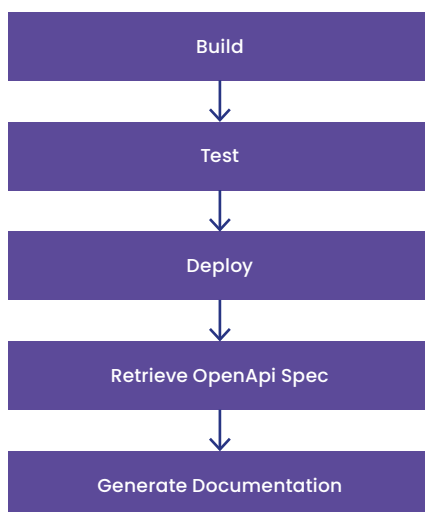 Build
Test
Deploy
Retrieve OpenApi Spec
Generate Documentation